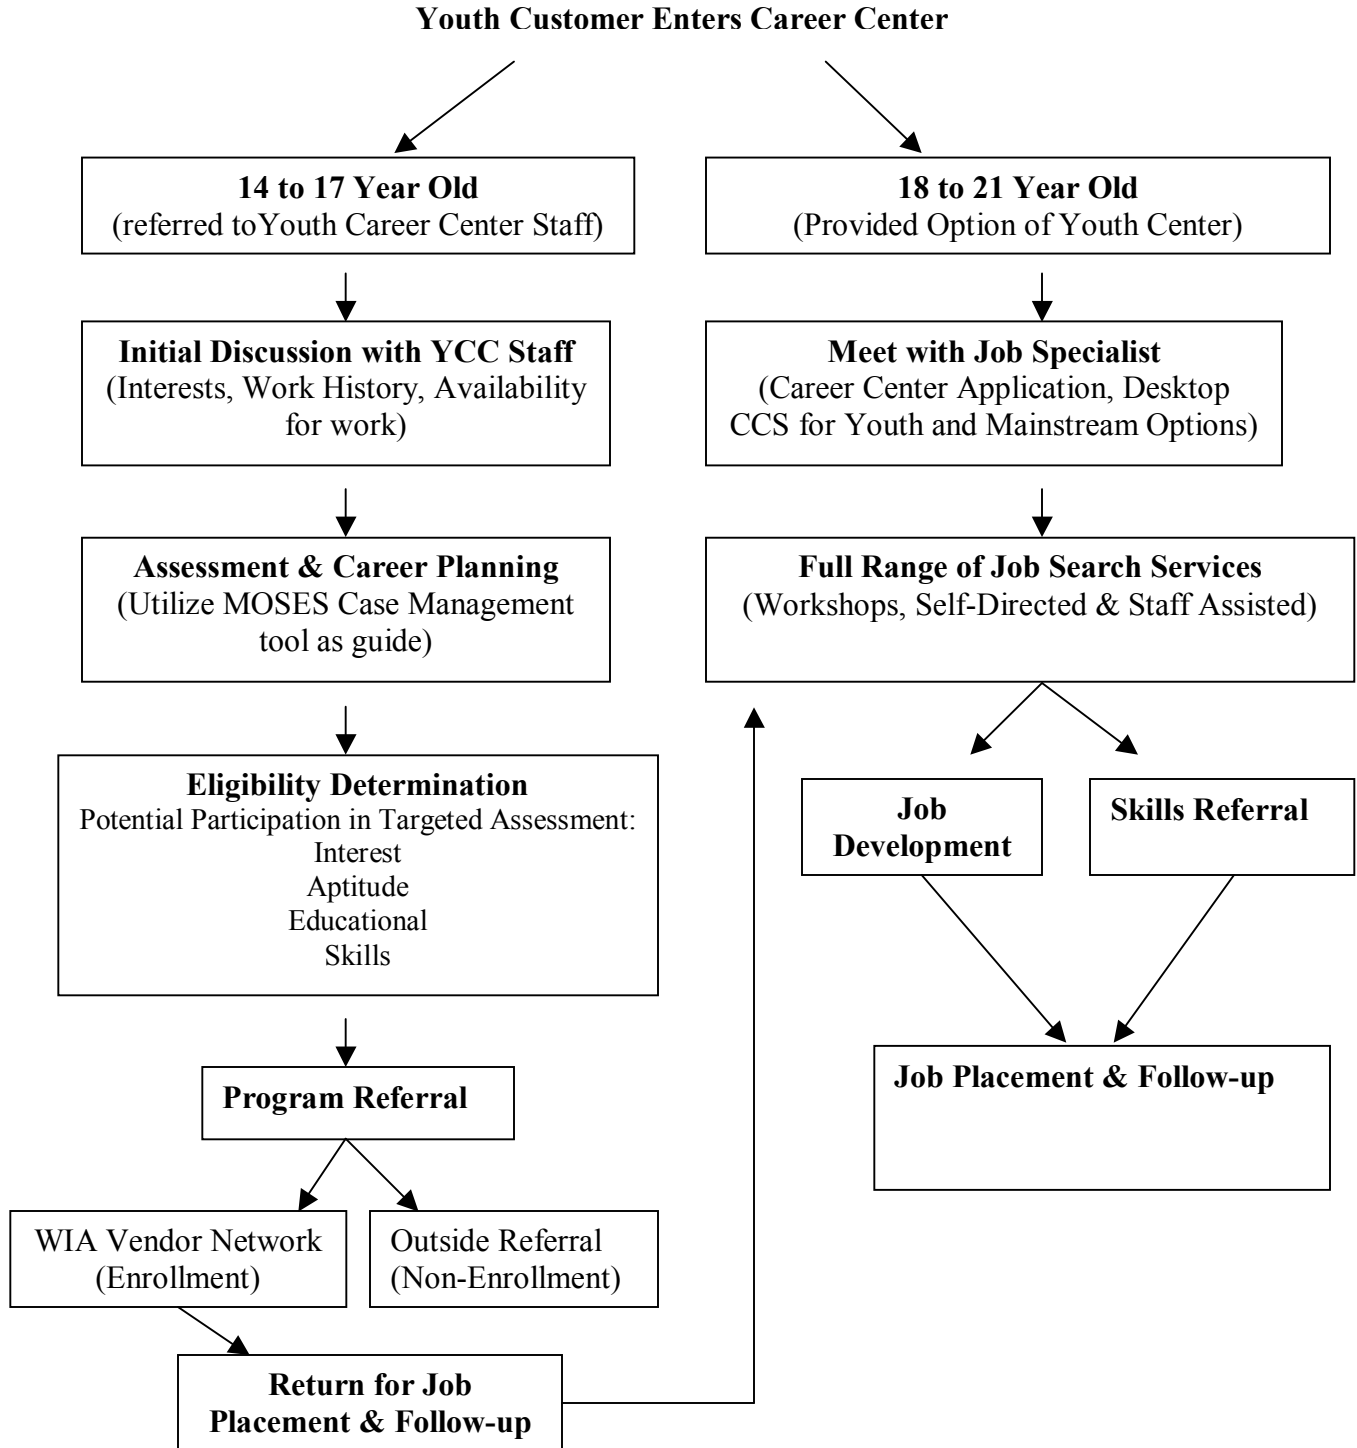 Youth Customer Enters Career Center
14 to 17 Year Old
(referred toYouth Career Center Staff)
18 to 21 Year Old
(Provided Option of Youth Center)
Initial Discussion with YCC Staff
(Interests, Work History, Availability
for work)
Meet with Job Specialist
(Career Center Application, Desktop
CCS for Youth and Mainstream Options)
Assessment & Career Planning
(Utilize MOSES Case Management
tool as guide)
Full Range of Job Search Services
(Workshops, Self-Directed & Staff Assisted)
Eligibility Determination
Potential Participation in Targeted Assessment:
Interest
Aptitude
Educational
Skills
Job
Development
Skills Referral
Program Referral
Job Placement & Follow-up
WIA Vendor Network
(Enrollment)
Outside Referral
(Non-Enrollment)
Return for Job
Placement & Follow-up